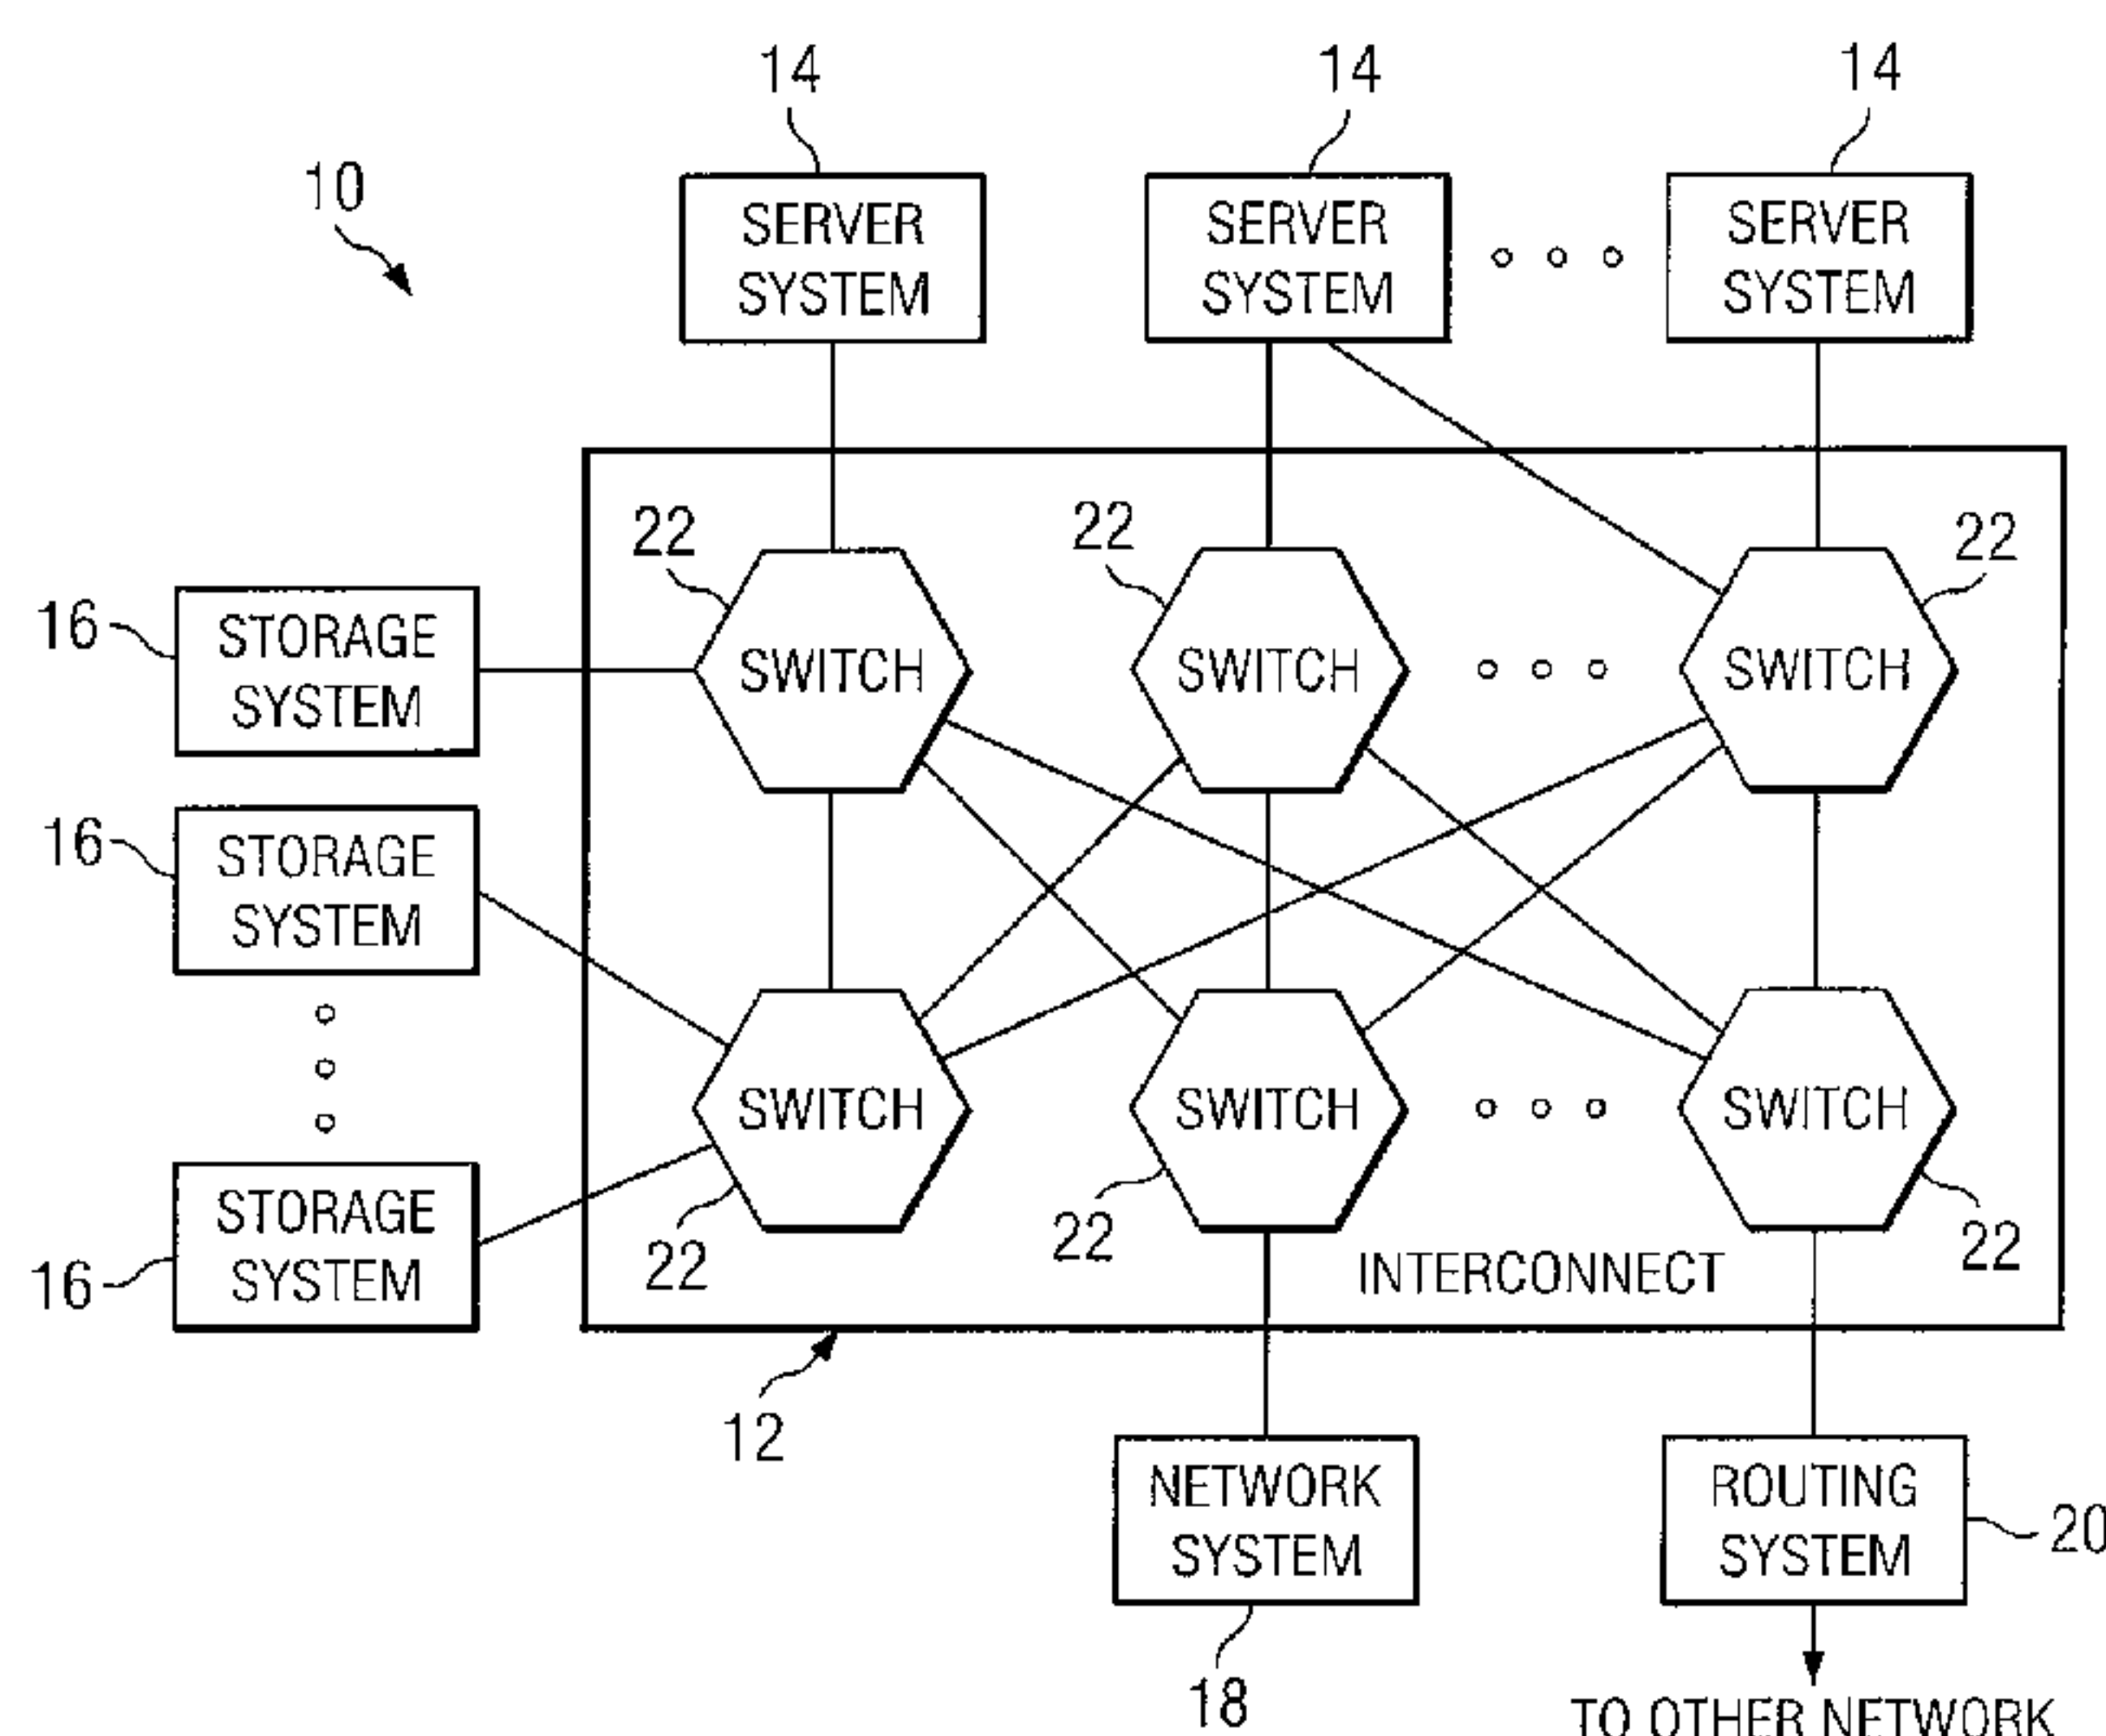 14 14 14
10
SERVER SYSTEM
SERVER SYSTEM
SERVER SYSTEM
22 22 22
16
STORAGE SYSTEM
SWITCH SWITCH SWITCH
16
STORAGE SYSTEM
SWITCH SWITCH SWITCH
16
STORAGE SYSTEM
22 22 22
INTERCONNECT
12
NETWORK SYSTEM
ROUTING SYSTEM
20
18
TO OTHER NETWORK